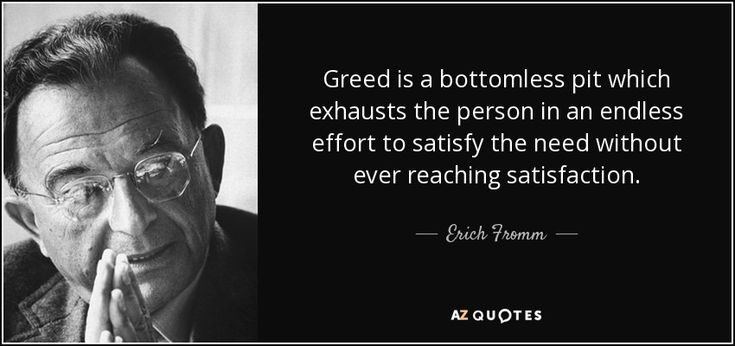 Greed is a bottomless pit which
exhausts the person in an endless
effort to satisfy the need without
ever reaching satisfaction.
— Erich Fromm —
AZ QUOTES